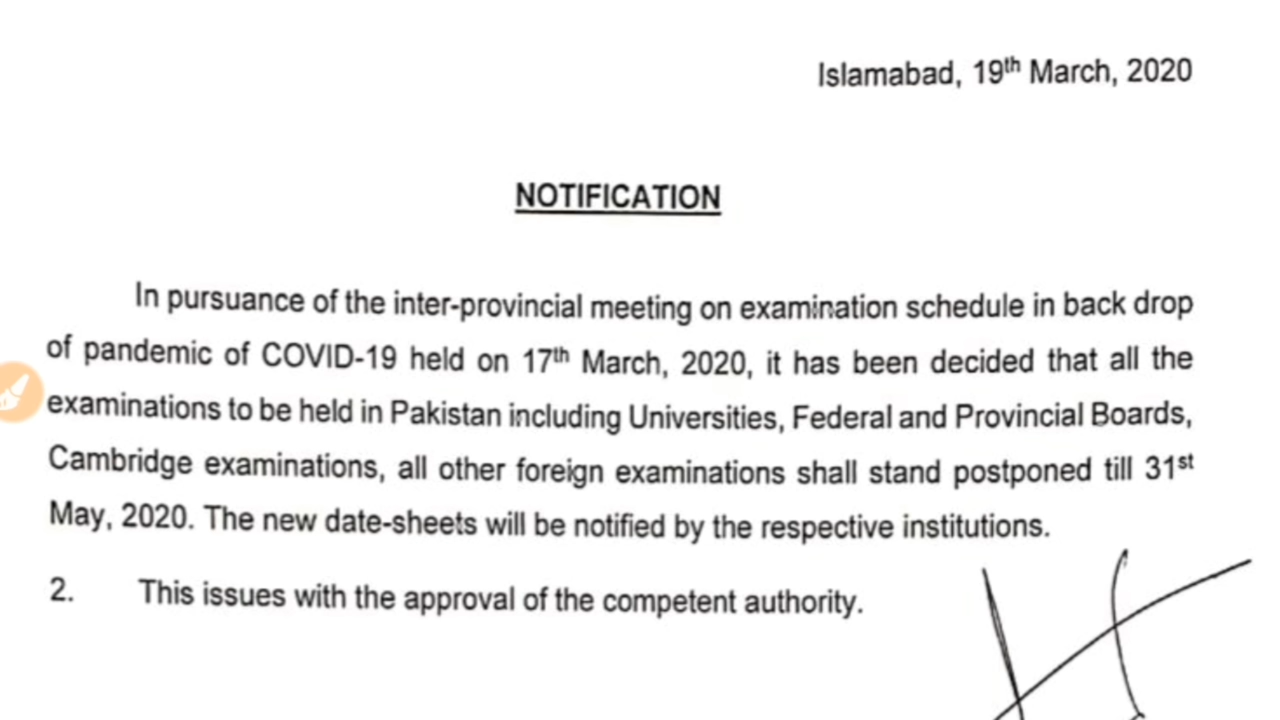 Islamabad, 19th March, 2020
NOTIFICATION
In pursuance of the inter-provincial meeting on examination schedule in back drop
of pandemic of COVID-19 held on 17th March, 2020, it has been decided that all the
examinations to be held in Pakistan including Universities, Federal and Provincial Boards,
Cambridge examinations, all other foreign examinations shall stand postponed till 31st
May, 2020. The new date-sheets will be notified by the respective institutions.
2. This issues with the approval of the competent authority.